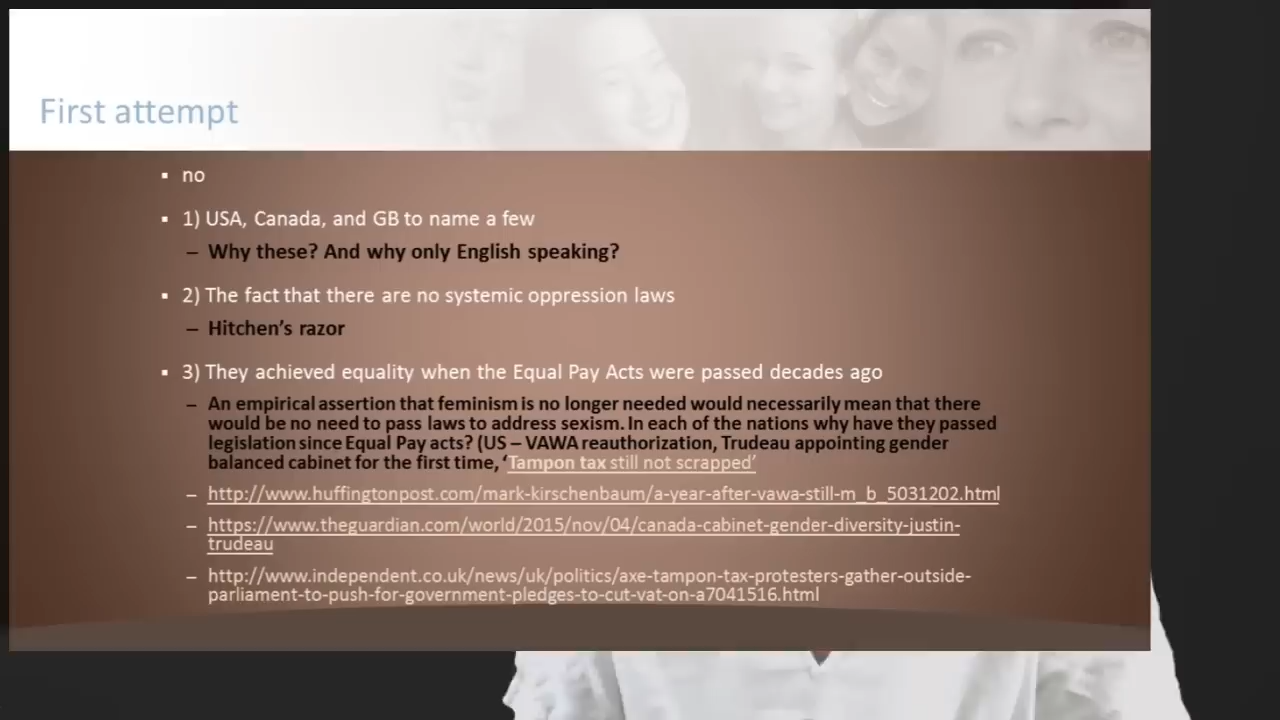 First attempt
▪ no
▪ 1) USA, Canada, and GB to name a few
– Why these? And why only English speaking?
▪ 2) The fact that there are no systemic oppression laws
– Hitchen’s razor
▪ 3) They achieved equality when the Equal Pay Acts were passed decades ago
– An empirical assertion that feminism is no longer needed would necessarily mean that there
would be no need to pass laws to address sexism. In each of the nations why have they passed
legislation since Equal Pay acts? (US – VAWA reauthorization, Trudeau appointing gender
balanced cabinet for the first time, ‘Tampon tax still not scrapped’
– http://www.huffingtonpost.com/mark-kirschenbaum/a-year-after-vawa-still-m_b_5031202.html
– https://www.theguardian.com/world/2015/nov/04/canada-cabinet-gender-diversity-justin-
trudeau
– http://www.independent.co.uk/news/uk/politics/axe-tampon-tax-protesters-gather-outside-
parliament-to-push-for-government-pledges-to-cut-vat-on-a7041516.html